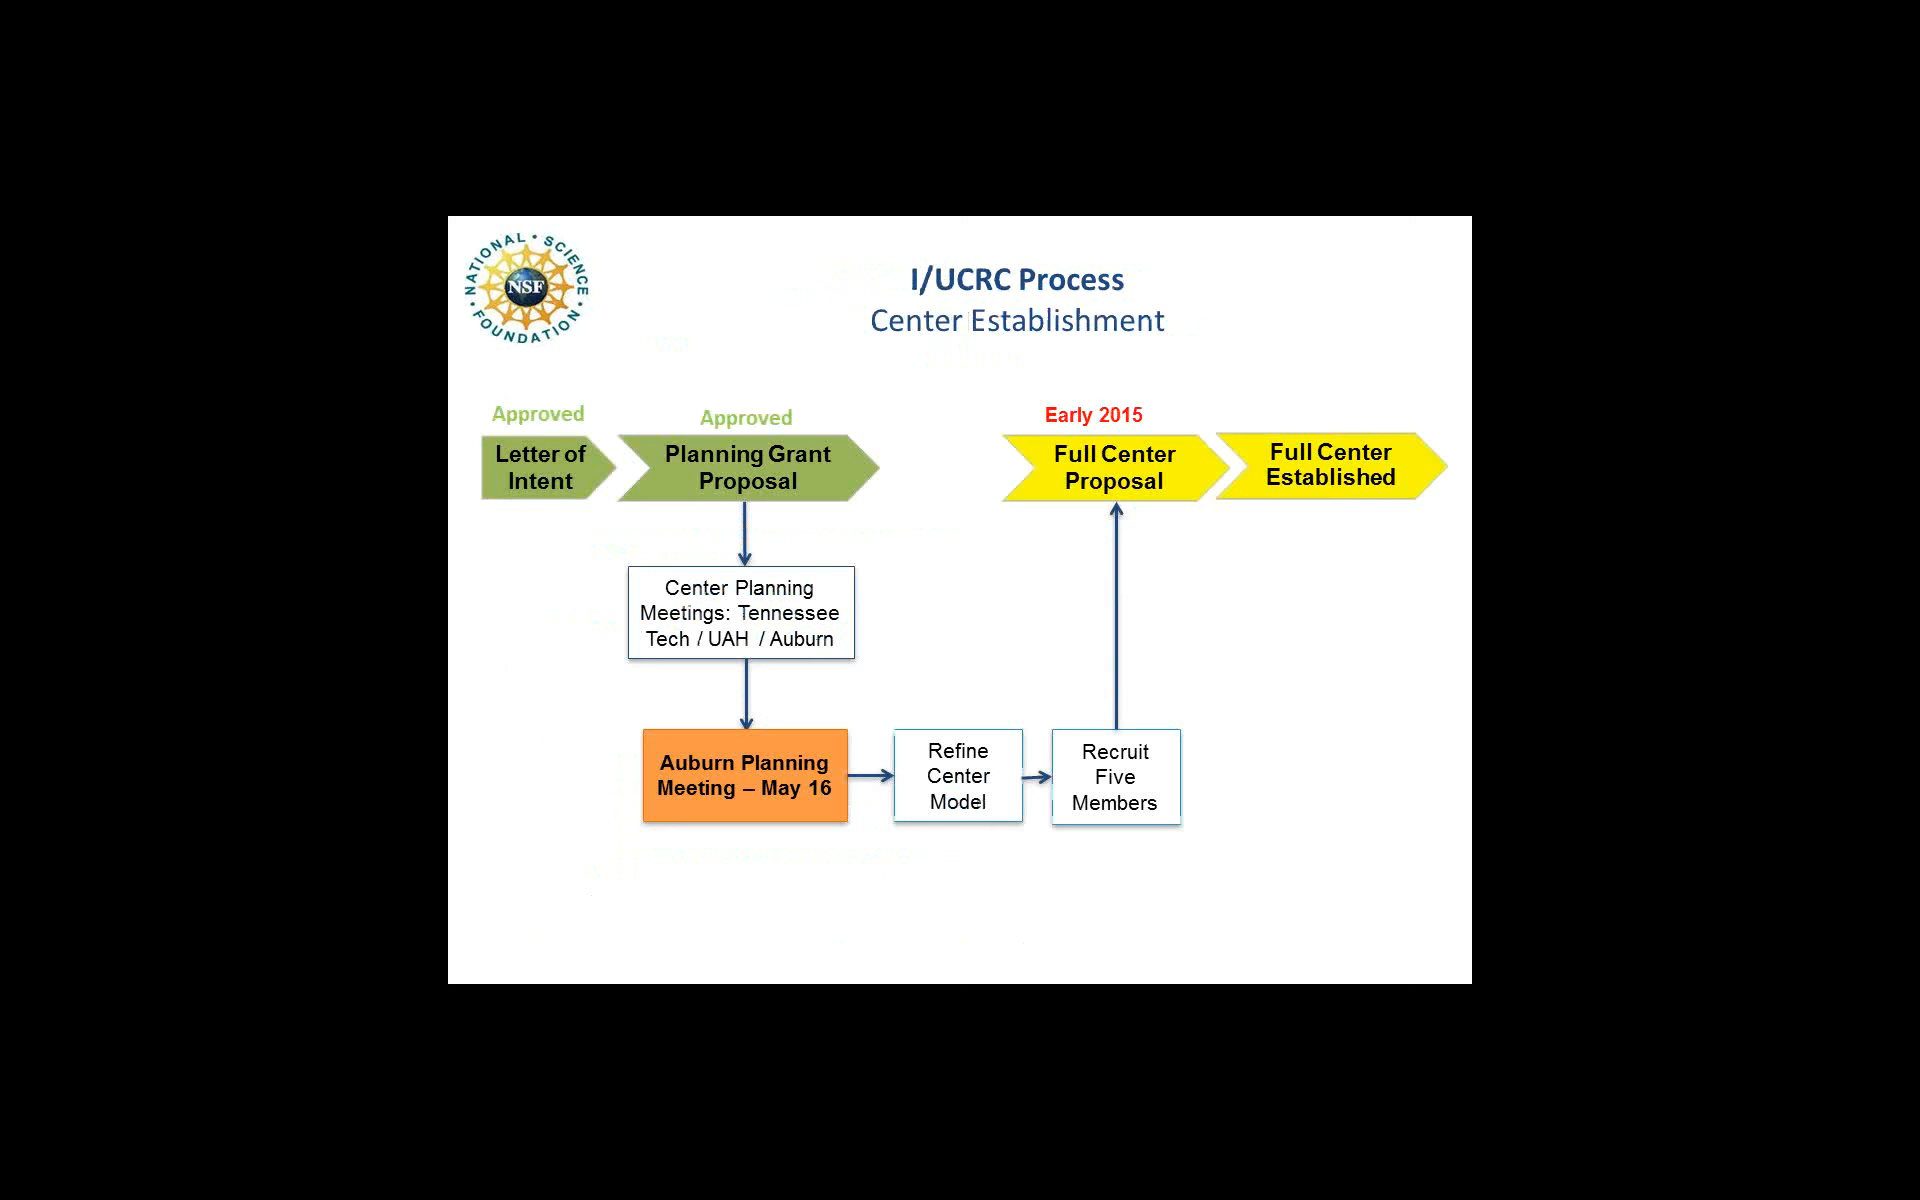 NATIONAL • SCIENCE • FOUNDATION •
NSF
I/UCRC Process
Center Establishment
Approved
Approved
Early 2015
Letter of
Intent
Planning Grant
Proposal
Full Center
Proposal
Full Center
Established
Center Planning
Meetings: Tennessee
Tech / UAH / Auburn
Auburn Planning
Meeting – May 16
Refine
Center
Model
Recruit
Five
Members